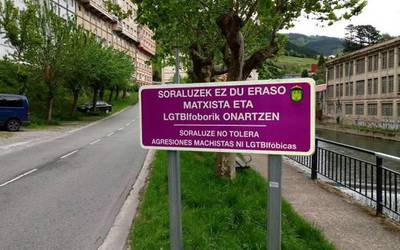 SORALUZEK EZ DU ERASO
MATXISTA ETA
LGTBIfoborik ONARTZEN
SORALUZE NO TOLERA
AGRESIONES MACHISTAS NI LGTBIfóbicas